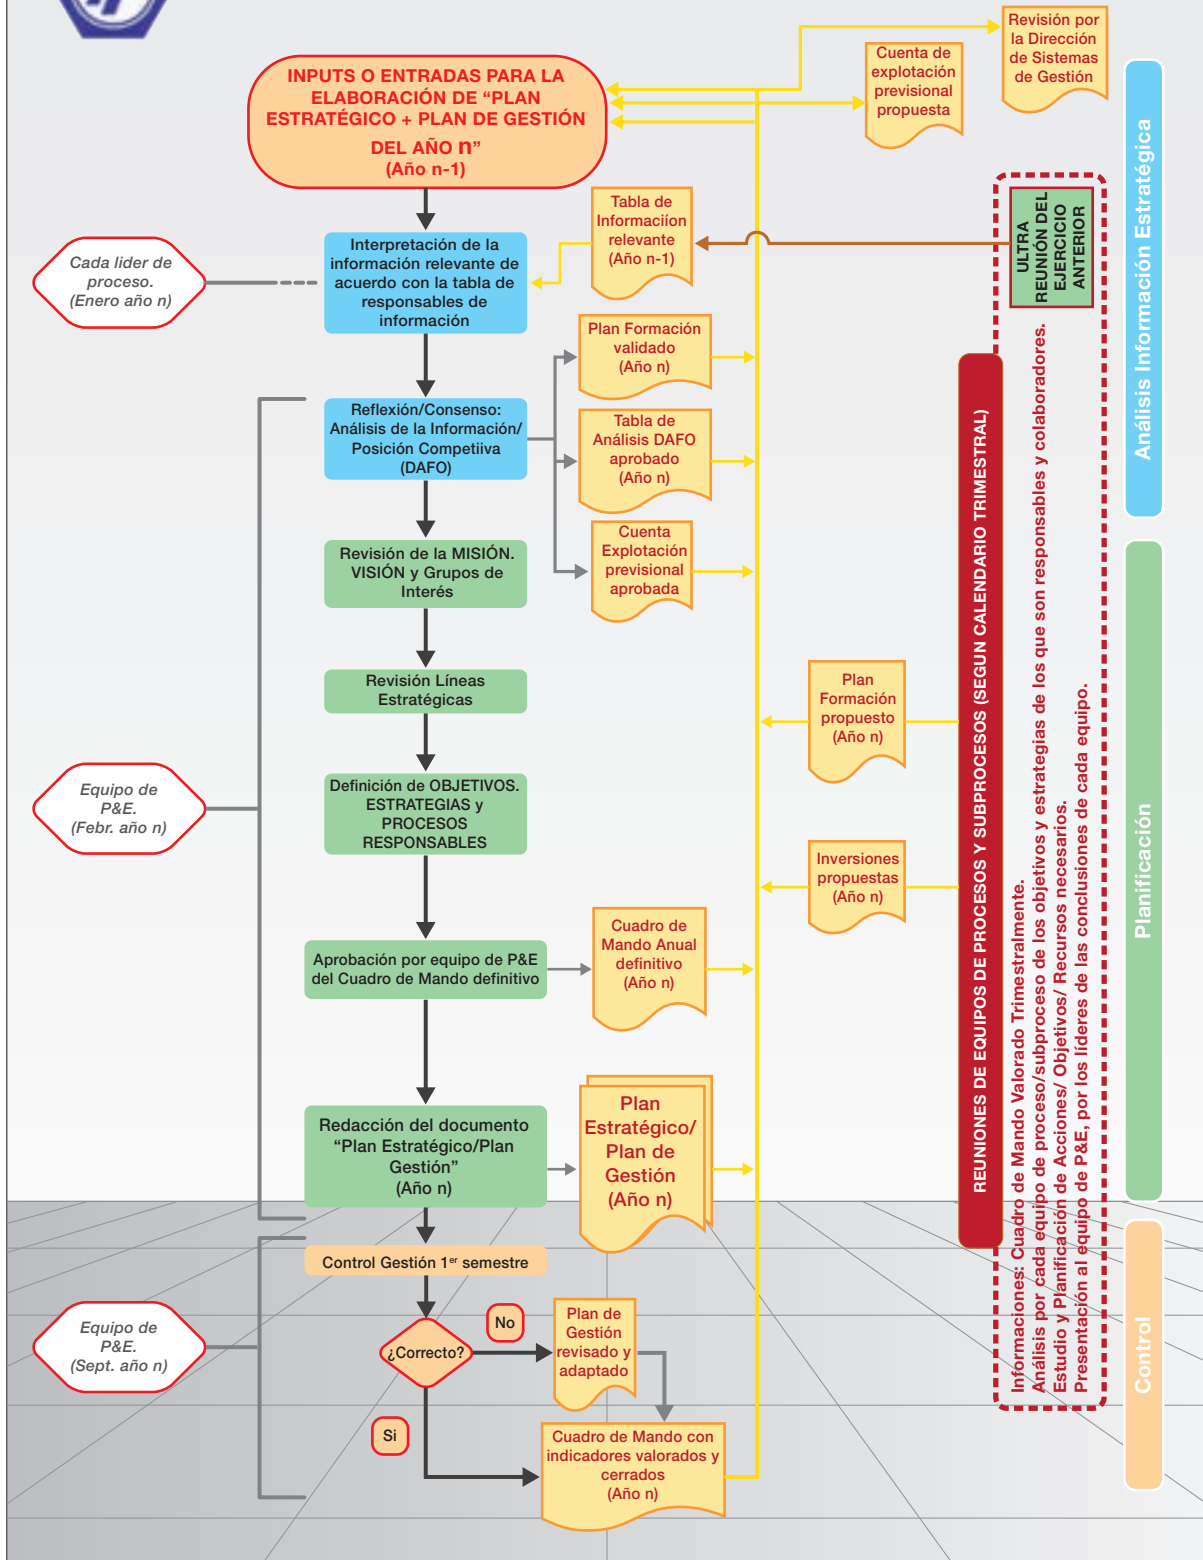 Revisión por
la Dirección
de Sistemas
de Gestión
Cuenta de
explotación
previsional
propuesta
INPUTS O ENTRADAS PARA LA
ELABORACIÓN DE “PLAN
ESTRATÉGICO + PLAN DE GESTIÓN
DEL AÑO n”
(Año n-1)
Análisis Información Estratégica
ULTRA
REUNIÓN DEL
EJERCICIO
ANTERIOR
Tabla de
Informaciíon
relevante
(Año n-1)
Cada lider de
proceso.
(Enero año n)
Interpretación de la
información relevante de
acuerdo con la tabla de
responsables de
información
Plan Formación
validado
(Año n)
Reflexión/Consenso:
Análisis de la Información/
Posición Competiiva
(DAFO)
Tabla de
Análisis DAFO
aprobado
(Año n)
Cuenta
Explotación
previsional
aprobada
Revisión de la MISIÓN.
VISIÓN y Grupos de
Interés
REUNIONES DE EQUIPOS DE PROCESOS Y SUBPROCESOS (SEGUN CALENDARIO TRIMESTRAL)
Informaciones: Cuadro de Mando Valorado Trimestralmente.
Análisis por cada equipo de proceso/subproceso de los objetivos y estrategias de los que son responsables y colaboradores.
Estudio y Planificación de Acciones/ Objetivos/ Recursos necesarios.
Presentación al equipo de P&E, por los líderes de las conclusiones de cada equipo.
Planificación
Revisión Líneas
Estratégicas
Plan
Formación
propuesto
(Año n)
Equipo de
P&E.
(Febr. año n)
Definición de OBJETIVOS.
ESTRATEGIAS y
PROCESOS
RESPONSABLES
Inversiones
propuestas
(Año n)
Aprobación por equipo de P&E
del Cuadro de Mando definitivo
Cuadro de
Mando Anual
definitivo
(Año n)
Redacción del documento
“Plan Estratégico/Plan
Gestión”
(Año n)
Plan
Estratégico/
Plan de
Gestión
(Año n)
Control
Control Gestión 1er semestre
Equipo de
P&E.
(Sept. año n)
¿Correcto?
No
Plan de
Gestión
revisado y
adaptado
Si
Cuadro de Mando con
indicadores valorados y
cerrados
(Año n)